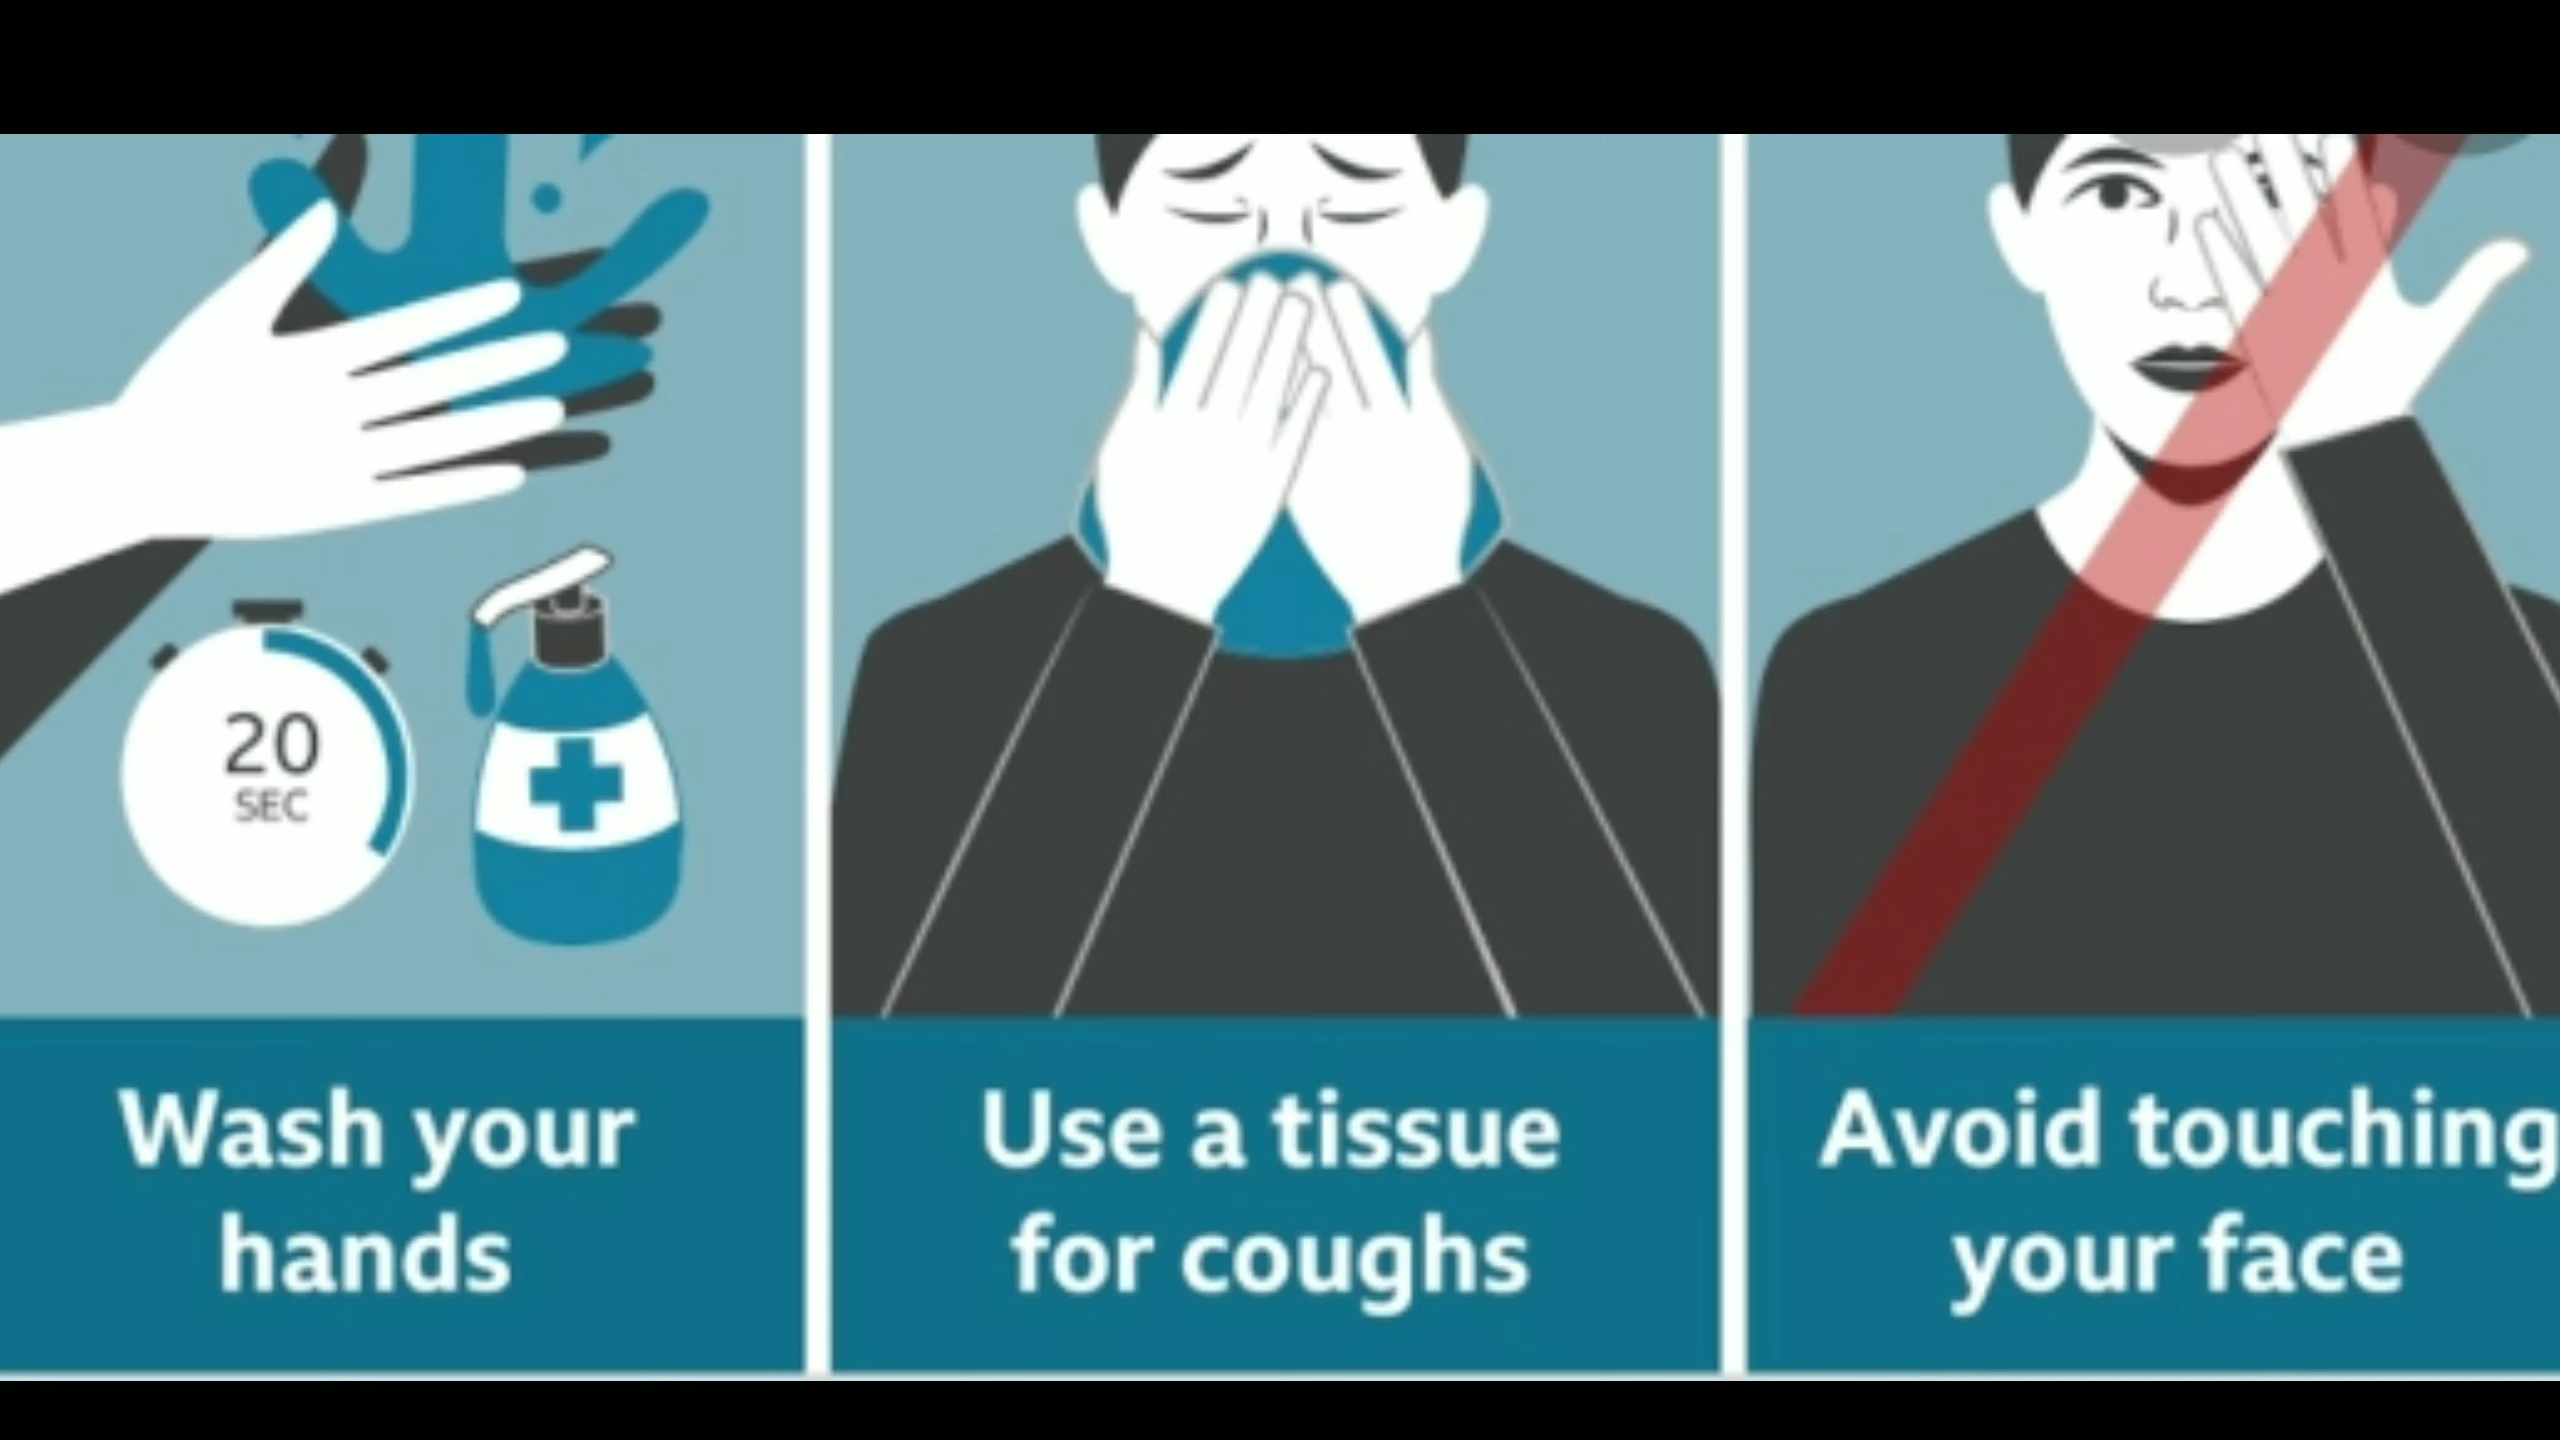 20
SEC
Wash your
hands
Use a tissue
for coughs
Avoid touching
your face